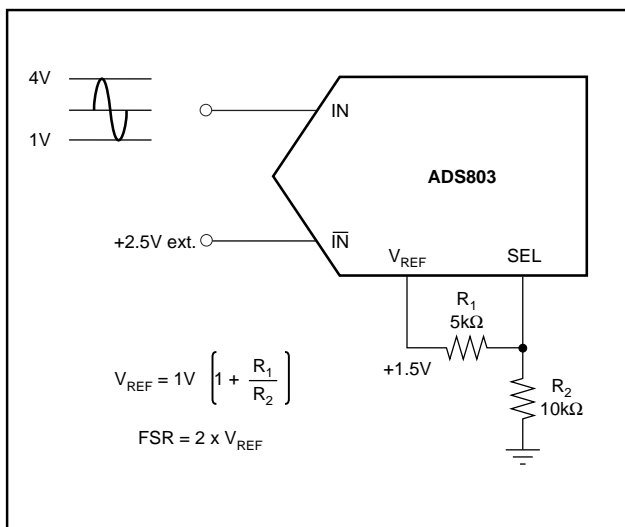 4V
1V
IN
ADS803
+2.5V ext.
I̅N̅
V_REF
SEL
R₁
5kΩ
+1.5V
R₂
10kΩ
V_REF = 1V (1 + R₁/R₂)
FSR = 2 x V_REF